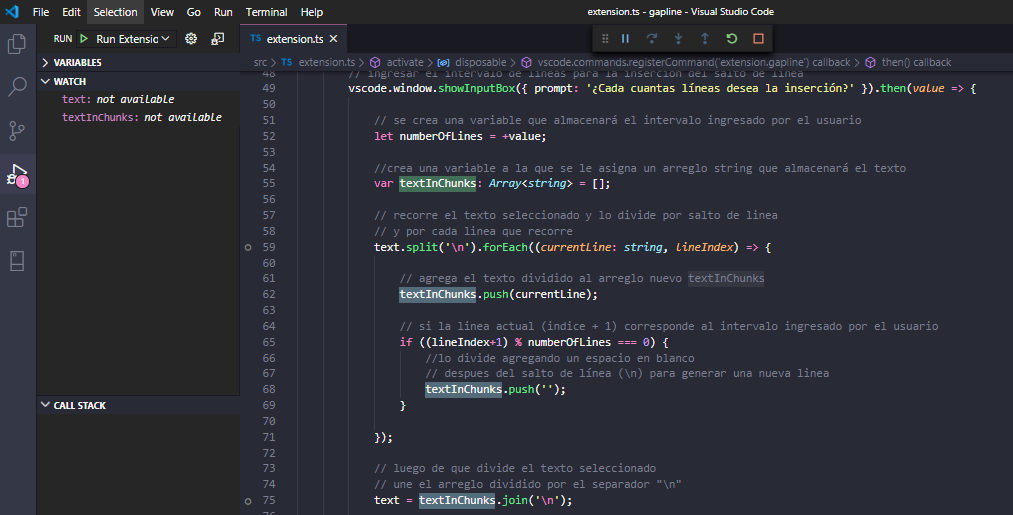 File Edit Selection View Go Run Terminal Help
extension.ts - gapline - Visual Studio Code
RUN Run Extensio
TS extension.ts
src > TS extension.ts > activate > disposable > vscode.commands.registerCommand('extension.gapline') callback > then() callback
VARIABLES
WATCH
text: not available
textInChunks: not available
1
CALL STACK
48 // ingresar el intervalo de lineas para la inserción del salto de linea
49 vscode.window.showInputBox({ prompt: '¿Cada cuantas líneas desea la inserción?' }).then(value => {
50
51 // se crea una variable que almacenará el intervalo ingresado por el usuario
52 let numberOfLines = +value;
53
54 //crea una variable a la que se le asigna un arreglo string que almacenará el texto
55 var textInChunks: Array<string> = [];
56
57 // recorre el texto seleccionado y lo divide por salto de linea
58 // y por cada linea que recorre
59 text.split('\n').forEach((currentLine: string, lineIndex) => {
60
61 // agrega el texto dividido al arreglo nuevo textInChunks
62 textInChunks.push(currentLine);
63
64 // si la linea actual (indice + 1) corresponde al intervalo ingresado por el usuario
65 if ((lineIndex+1) % numberOfLines === 0) {
66 //lo divide agregando un espacio en blanco
67 // despues del salto de línea (\n) para generar una nueva linea
68 textInChunks.push('');
69 }
70
71 });
72
73 // luego de que divide el texto seleccionado
74 // une el arreglo dividido por el separador "\n"
75 text = textInChunks.join('\n');